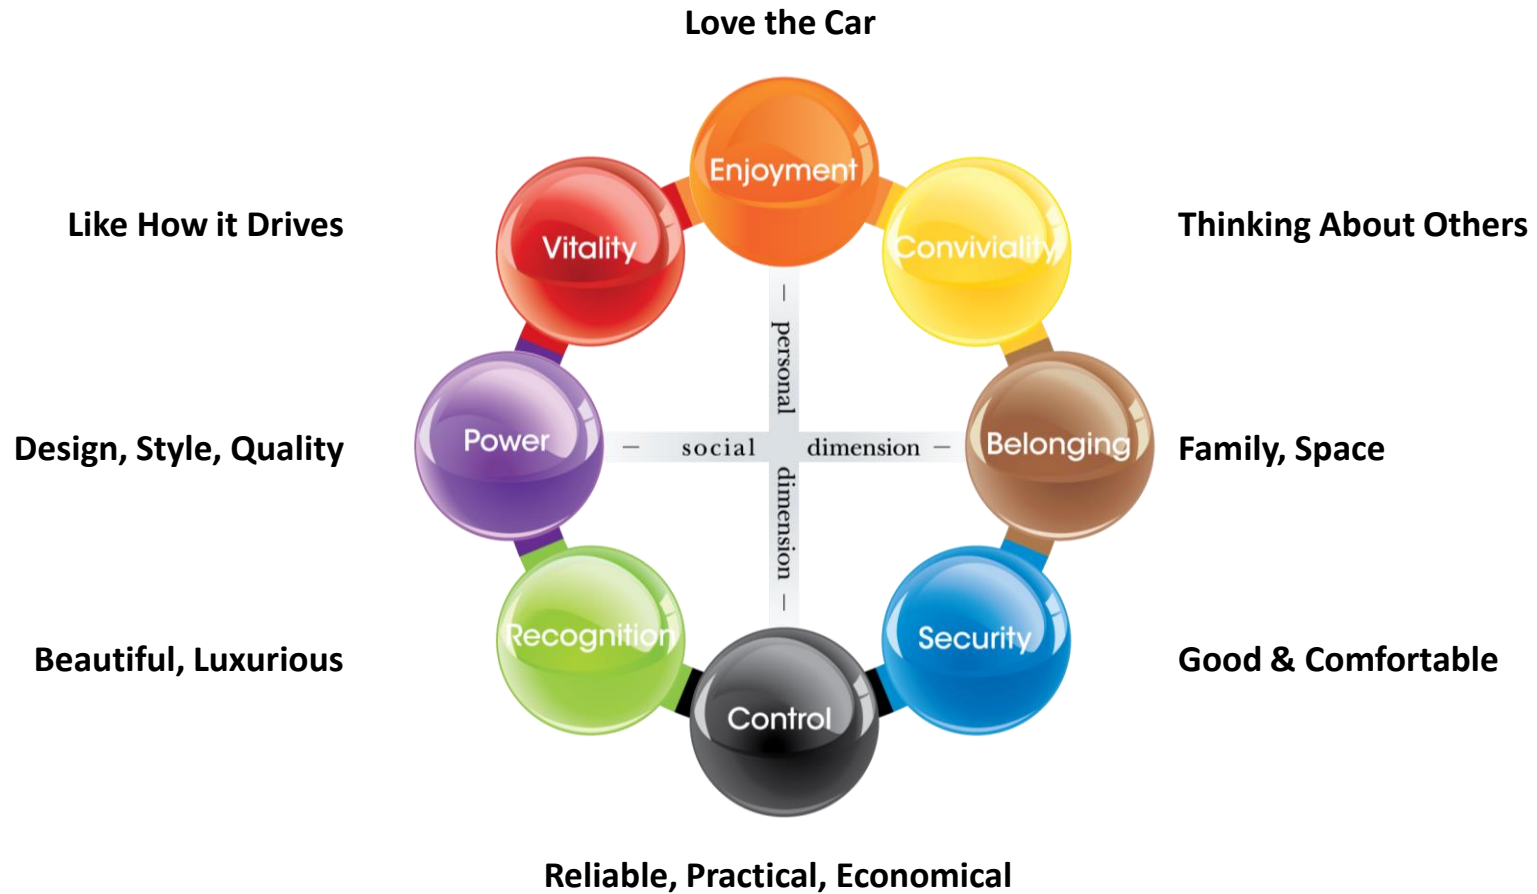 Love the Car
Enjoyment
Like How it Drives
Vitality
Conviviality
Thinking About Others
personal dimension
Design, Style, Quality
Power
social dimension
Belonging
Family, Space
Beautiful, Luxurious
Recognition
Security
Good & Comfortable
Control
Reliable, Practical, Economical